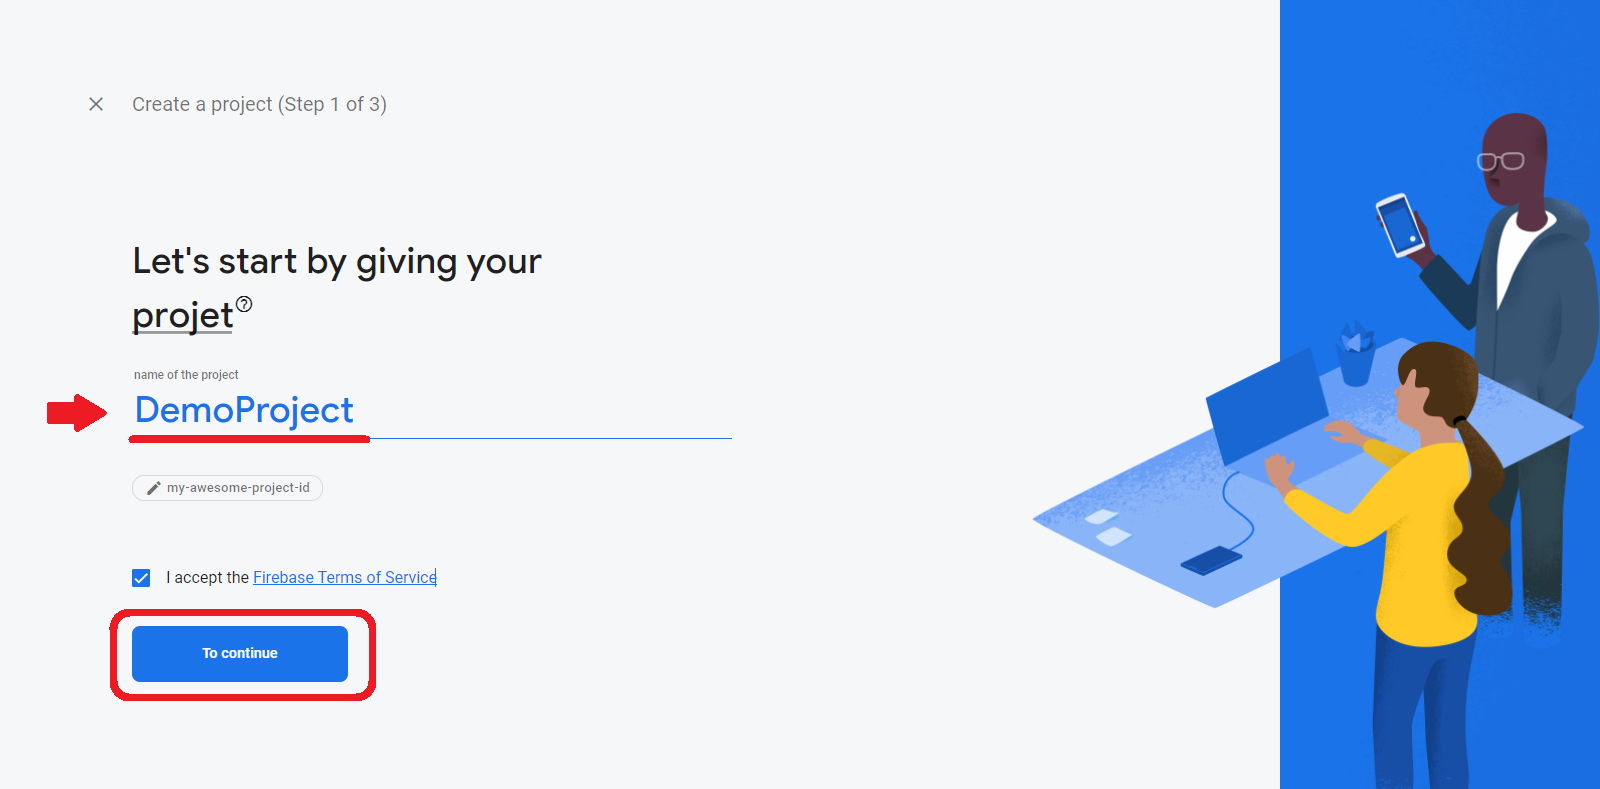 Create a project (Step 1 of 3)
Let's start by giving your
projet
name of the project
DemoProject
my-awesome-project-id
I accept the Firebase Terms of Service
To continue